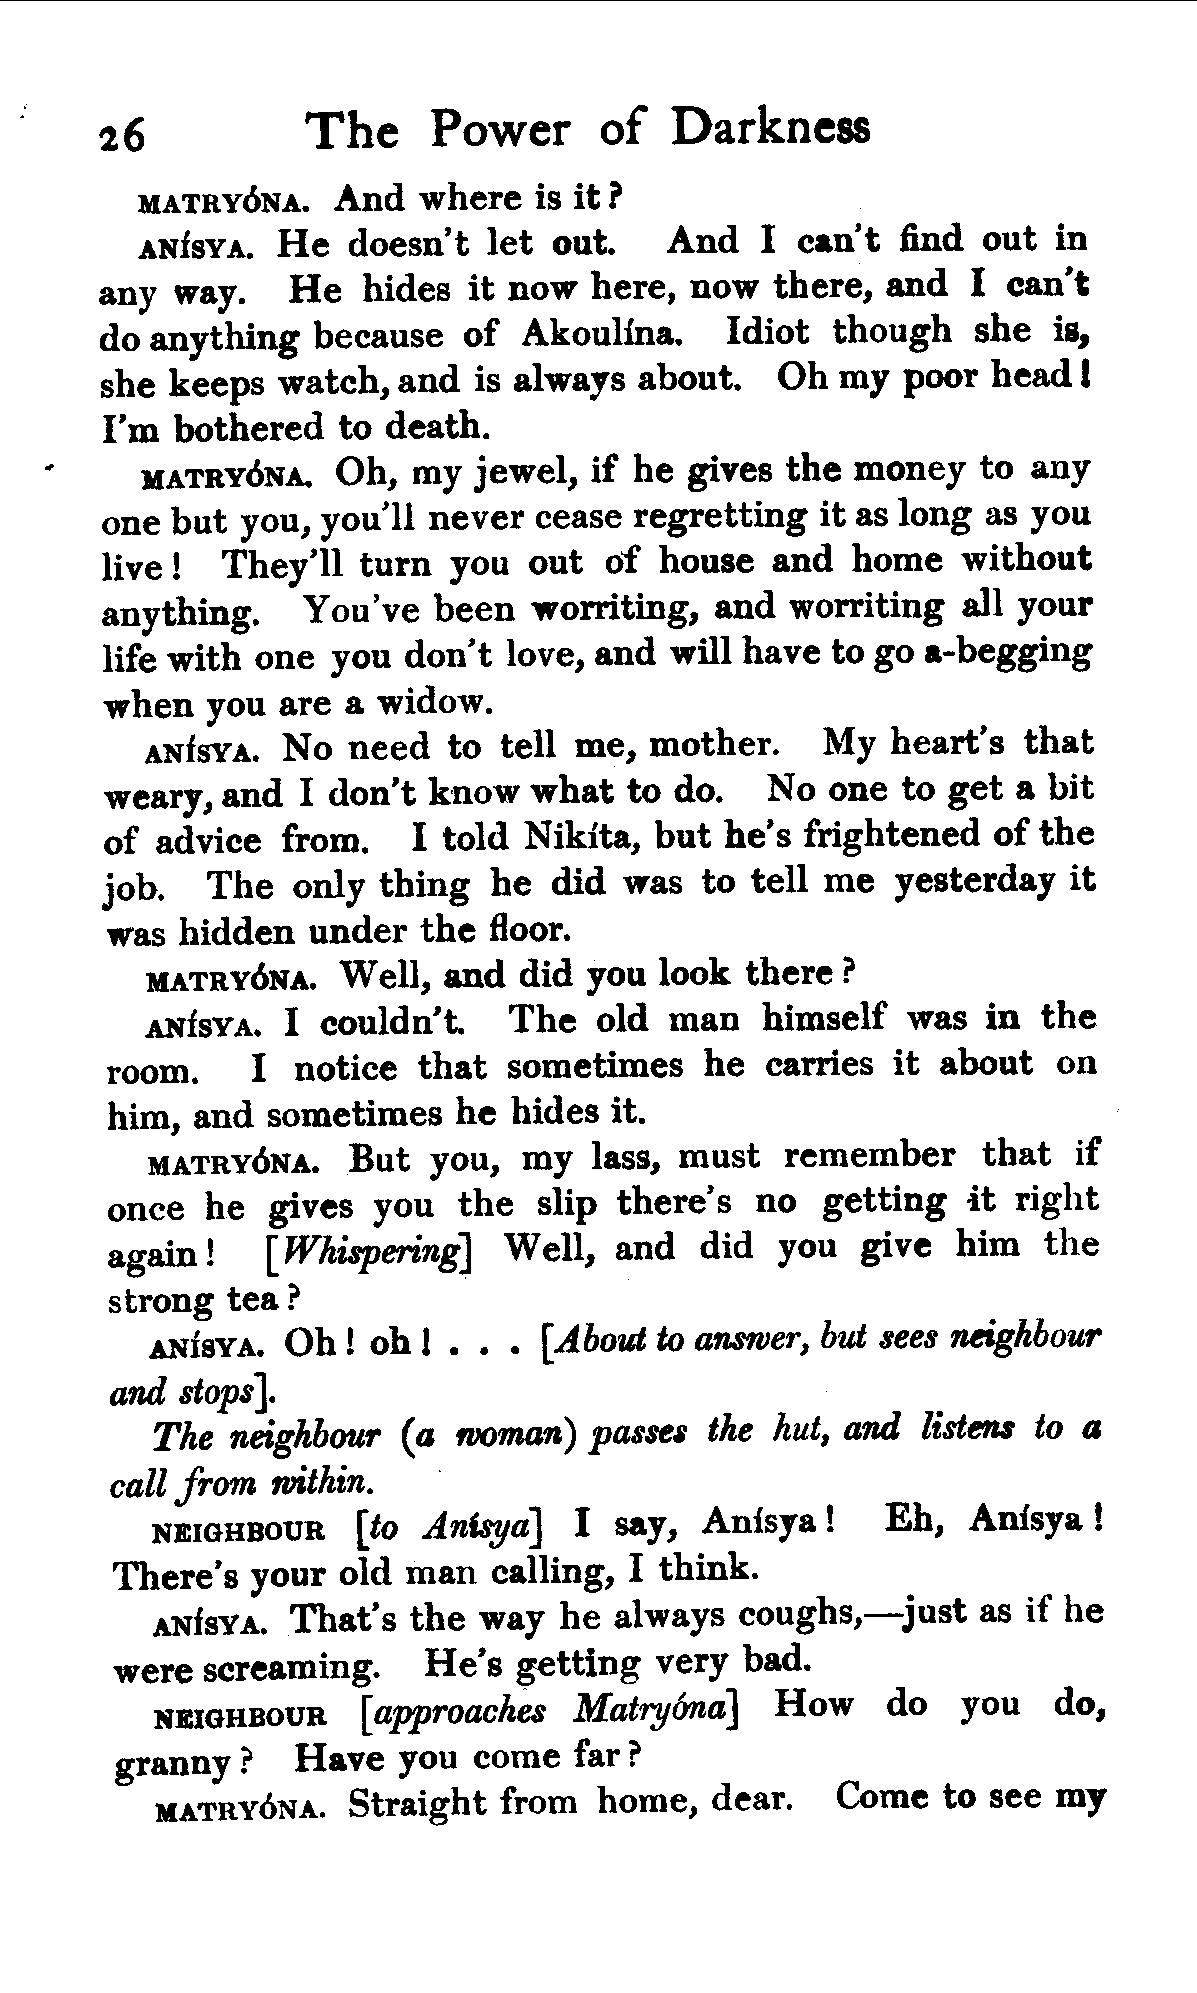 26 The Power of Darkness
MATRYÓNA. And where is it?
ANÍSYA. He doesn't let out. And I can't find out in
any way. He hides it now here, now there, and I can't
do anything because of Akoulína. Idiot though she is,
she keeps watch, and is always about. Oh my poor head!
I'm bothered to death.
MATRYÓNA. Oh, my jewel, if he gives the money to any
one but you, you'll never cease regretting it as long as you
live! They'll turn you out of house and home without
anything. You've been worriting, and worriting all your
life with one you don't love, and will have to go a-begging
when you are a widow.
ANÍSYA. No need to tell me, mother. My heart's that
weary, and I don't know what to do. No one to get a bit
of advice from. I told Nikíta, but he's frightened of the
job. The only thing he did was to tell me yesterday it
was hidden under the floor.
MATRYÓNA. Well, and did you look there?
ANÍSYA. I couldn't. The old man himself was in the
room. I notice that sometimes he carries it about on
him, and sometimes he hides it.
MATRYÓNA. But you, my lass, must remember that if
once he gives you the slip there's no getting it right
again! [Whispering] Well, and did you give him the
strong tea?
ANÍSYA. Oh! oh! . . . [About to answer, but sees neighbour
and stops].
The neighbour (a woman) passes the hut, and listens to a
call from within.
NEIGHBOUR [to Anísya] I say, Anísya! Eh, Anísya!
There's your old man calling, I think.
ANÍSYA. That's the way he always coughs,—just as if he
were screaming. He's getting very bad.
NEIGHBOUR [approaches Matryóna] How do you do,
granny? Have you come far?
MATRYÓNA. Straight from home, dear. Come to see my